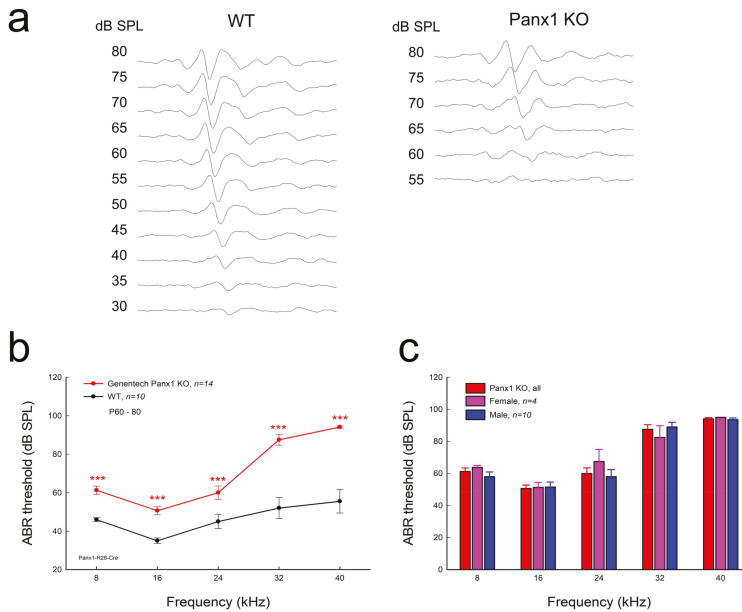 a
WT
Panx1 KO
dB SPL
80
75
70
65
60
55
50
45
40
35
30
dB SPL
80
75
70
65
60
55
b
ABR threshold (dB SPL)
120
100
80
60
40
20
Genentech Panx1 KO, n=14
WT, n=10
P60 - 80
*** *** *** *** ***
Panx1-R26-Cre
8 16 24 32 40
Frequency (kHz)
c
ABR threshold (dB SPL)
120
100
80
60
40
20
0
Panx1 KO, all
Female, n=4
Male, n=10
8 16 24 32 40
Frequency (kHz)